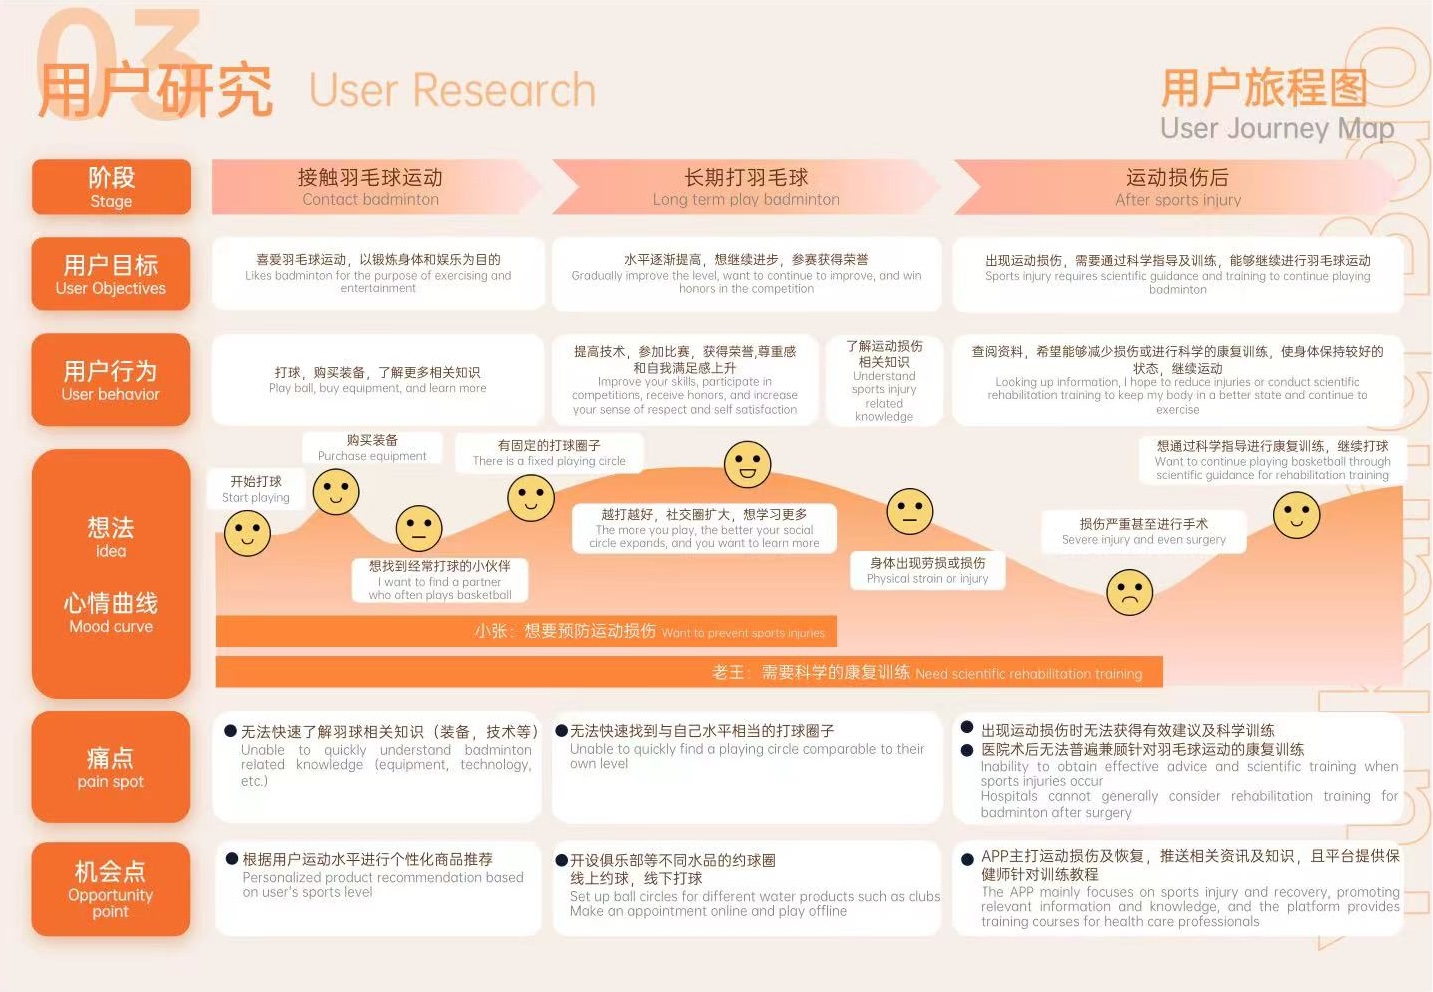 03
用户研究 User Research
用户旅程图
User Journey Map
阶段
Stage
接触羽毛球运动
Contact badminton
长期打羽毛球
Long term play badminton
运动损伤后
After sports injury
用户目标
User Objectives
喜爱羽毛球运动，以锻炼身体和娱乐为目的
Likes badminton for the purpose of exercising and
entertainment
水平逐渐提高，想继续进步，参赛获得荣誉
Gradually improve the level, want to continue to improve, and win
honors in the competition
出现运动损伤，需要通过科学指导及训练，能够继续进行羽毛球运动
Sports injury requires scientific guidance and training to continue playing
badminton
用户行为
User behavior
打球，购买装备，了解更多相关知识
Play ball, buy equipment, and learn more
提高技术，参加比赛，获得荣誉,尊重感
和自我满足感上升
Improve your skills, participate in
competitions, receive honors, and increase
your sense of respect and self satisfaction
了解运动损伤
相关知识
Understand
sports injury
related
knowledge
查阅资料，希望能够减少损伤或进行科学的康复训练，使身体保持较好的
状态，继续运动
Looking up information, I hope to reduce injuries or conduct scientific
rehabilitation training to keep my body in a better state and continue to
exercise
想法
idea
心情曲线
Mood curve
开始打球
Start playing
购买装备
Purchase equipment
想找到经常打球的小伙伴
I want to find a partner
who often plays basketball
有固定的打球圈子
There is a fixed playing circle
越打越好，社交圈扩大，想学习更多
The more you play, the better your social
circle expands, and you want to learn more
身体出现劳损或损伤
Physical strain or injury
损伤严重甚至进行手术
Severe injury and even surgery
想通过科学指导进行康复训练，继续打球
Want to continue playing basketball through
scientific guidance for rehabilitation training
小张：想要预防运动损伤 Want to prevent sports injuries
老王：需要科学的康复训练 Need scientific rehabilitation training
痛点
pain spot
无法快速了解羽球相关知识（装备，技术等）
Unable to quickly understand badminton
related knowledge (equipment, technology,
etc.)
无法快速找到与自己水平相当的打球圈子
Unable to quickly find a playing circle comparable to their
own level
出现运动损伤时无法获得有效建议及科学训练
医院术后无法普遍兼顾针对羽毛球运动的康复训练
Inability to obtain effective advice and scientific training when
sports injuries occur
Hospitals cannot generally consider rehabilitation training for
badminton after surgery
机会点
Opportunity
point
根据用户运动水平进行个性化商品推荐
Personalized product recommendation based
on user's sports level
开设俱乐部等不同水品的约球圈
线上约球，线下打球
Set up ball circles for different water products such as clubs
Make an appointment online and play offline
APP主打运动损伤及恢复，推送相关资讯及知识，且平台提供保
健师针对训练教程
The APP mainly focuses on sports injury and recovery, promoting
relevant information and knowledge, and the platform provides
training courses for health care professionals